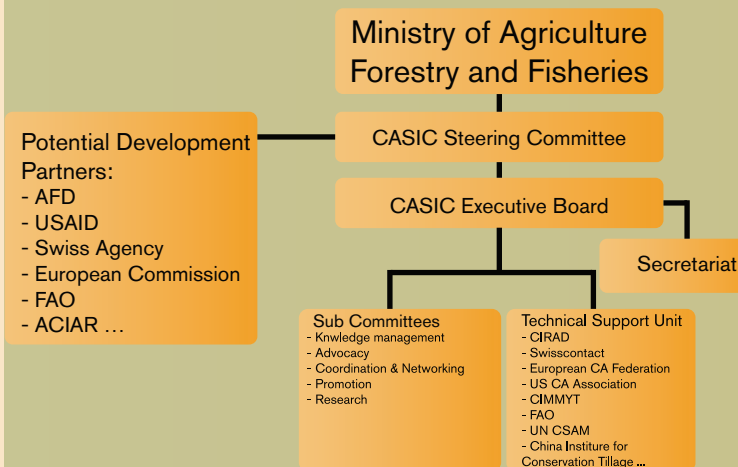 Ministry of Agriculture
Forestry and Fisheries
CASIC Steering Committee
Potential Development
Partners:
- AFD
- USAID
- Swiss Agency
- European Commission
- FAO
- ACIAR ...
CASIC Executive Board
Secretariat
Sub Committees
- Knwledge management
- Advocacy
- Coordination & Networking
- Promotion
- Research
Technical Support Unit
- CIRAD
- Swisscontact
- Europrean CA Federation
- US CA Association
- CIMMYT
- FAO
- UN CSAM
- China Institute for
Conservation Tillage ...